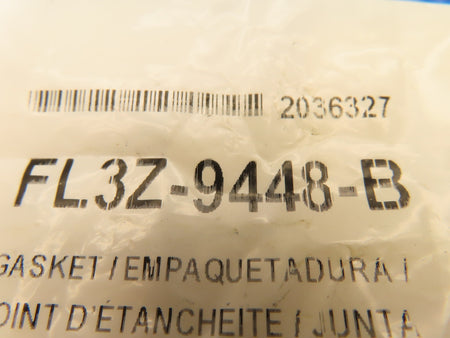 2036327
FL3Z-9448-B
GASKET / EMPAQUETADURA /
JOINT D'ÉTANCHÉITÉ / JUNTA